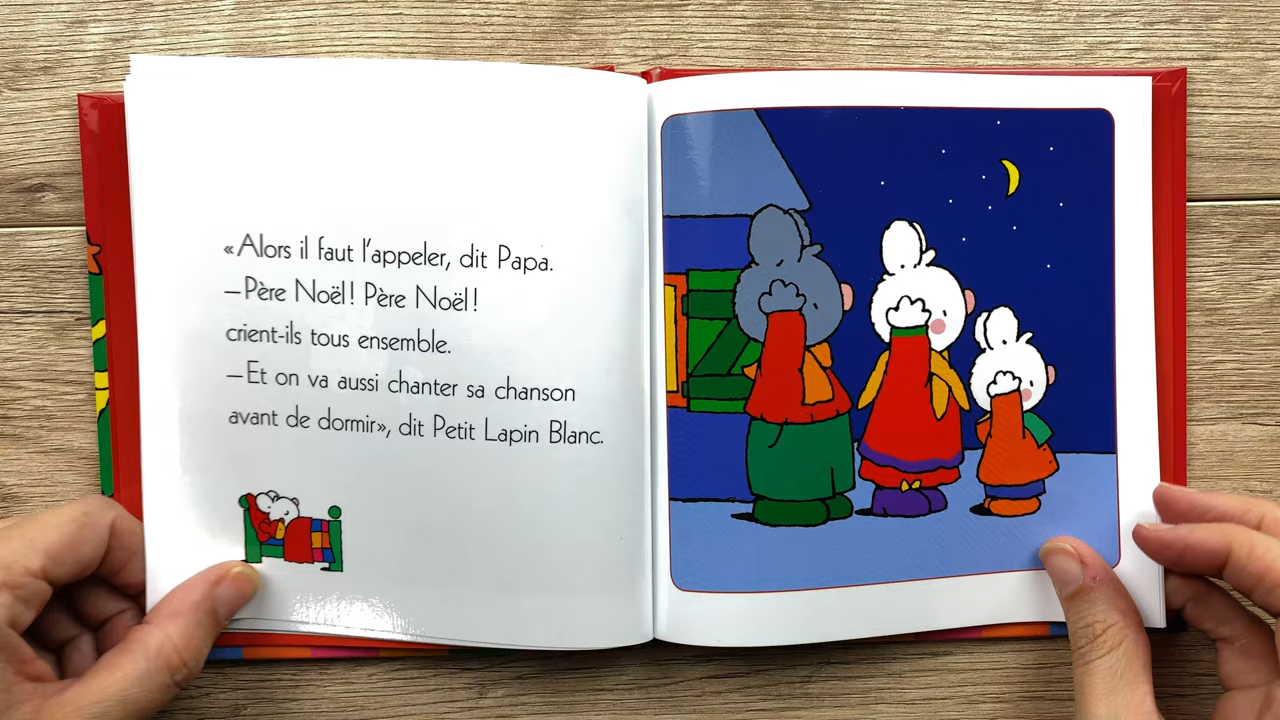 «Alors il faut l'appeler, dit Papa.
–Père Noël! Père Noël!
crient-ils tous ensemble.
–Et on va aussi chanter sa chanson
avant de dormir», dit Petit Lapin Blanc.